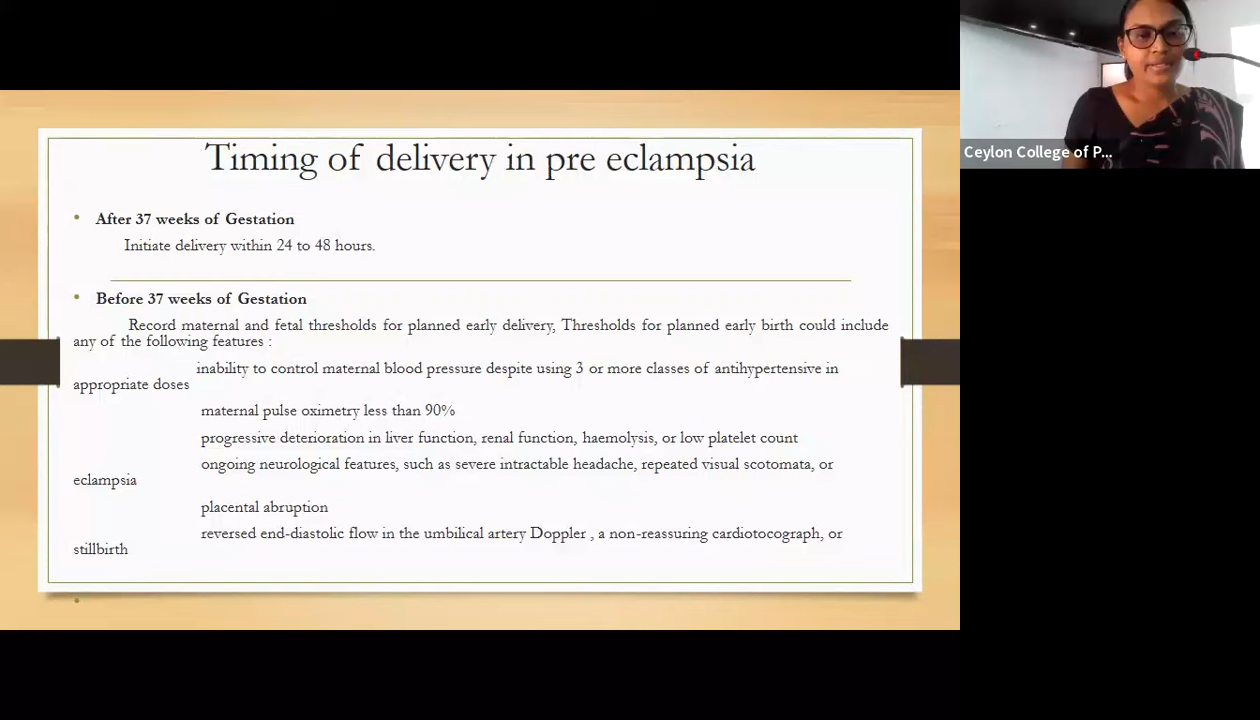 Timing of delivery in pre eclampsia
• After 37 weeks of Gestation
Initiate delivery within 24 to 48 hours.
• Before 37 weeks of Gestation
Record maternal and fetal thresholds for planned early delivery, Thresholds for planned early birth could include
any of the following features :
inability to control maternal blood pressure despite using 3 or more classes of antihypertensive in
appropriate doses
maternal pulse oximetry less than 90%
progressive deterioration in liver function, renal function, haemolysis, or low platelet count
ongoing neurological features, such as severe intractable headache, repeated visual scotomata, or
eclampsia
placental abruption
reversed end-diastolic flow in the umbilical artery Doppler , a non-reassuring cardiotocograph, or
stillbirth
Ceylon College of P...